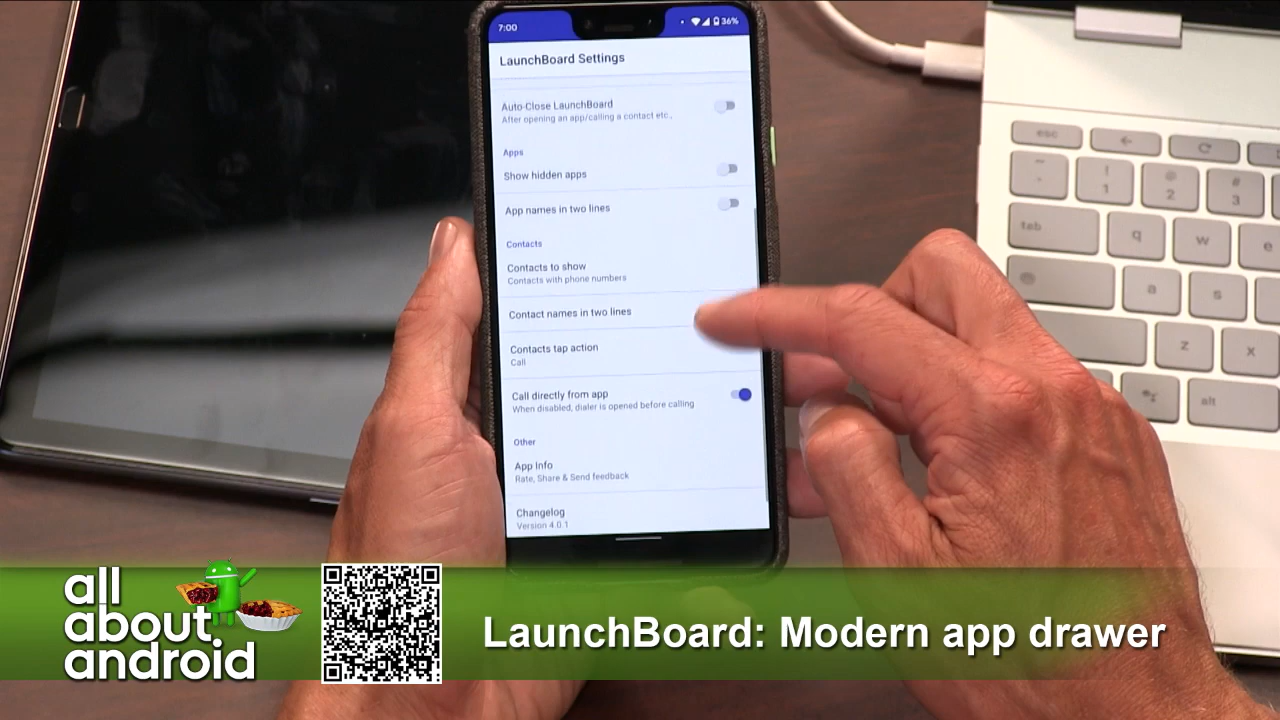 7:00
36%
LaunchBoard Settings
Auto-Close LaunchBoard
After opening an app/calling a contact etc.,
Apps
Show hidden apps
App names in two lines
Contacts
Contacts to show
Contacts with phone numbers
Contact names in two lines
Contacts tap action
Call
Call directly from app
When disabled, dialer is opened before calling
Other
App Info
Rate, Share & Send feedback
Changelog
Version 4.0.1
esc
~
!
1
@
2
#
3
tab
q
w
e
a
s
z
x
alt
all
about
android
LaunchBoard: Modern app drawer